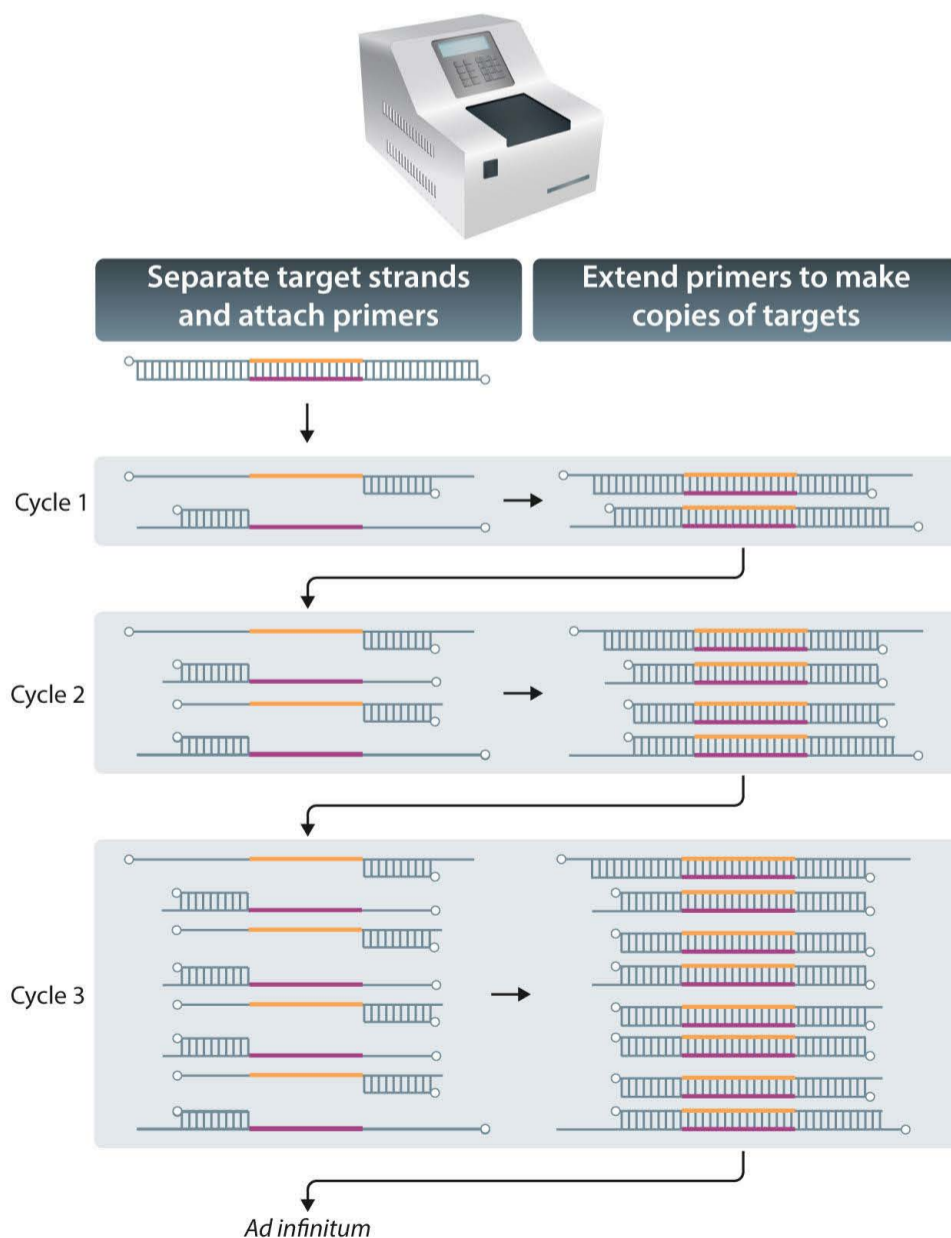 Separate target strands
and attach primers
Extend primers to make
copies of targets
Cycle 1
Cycle 2
Cycle 3
Ad infinitum